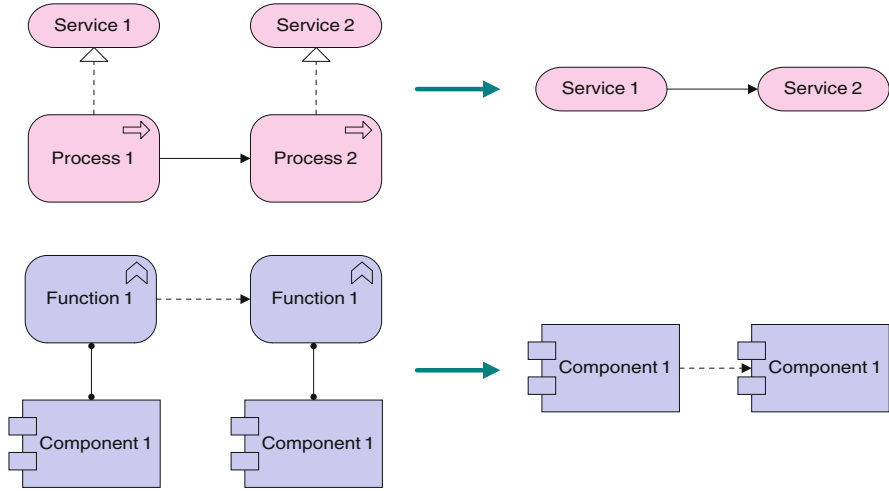 Service 1
Service 2
Process 1
Process 2
Service 1
Service 2
Function 1
Function 1
Component 1
Component 1
Component 1
Component 1